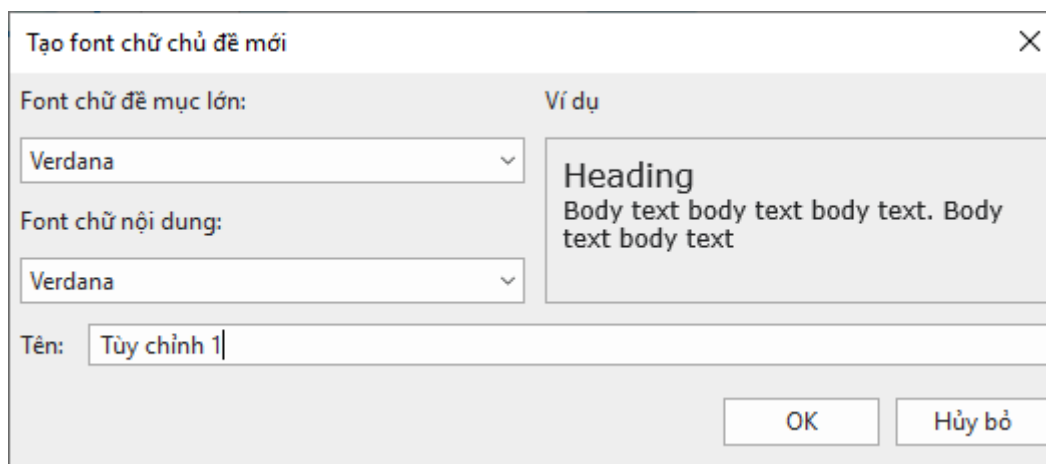 Tạo font chữ chủ đề mới
Font chữ đề mục lớn:
Verdana
Font chữ nội dung:
Verdana
Ví dụ
Heading
Body text body text body text. Body
text body text
Tên: Tùy chỉnh 1
OK Hủy bỏ